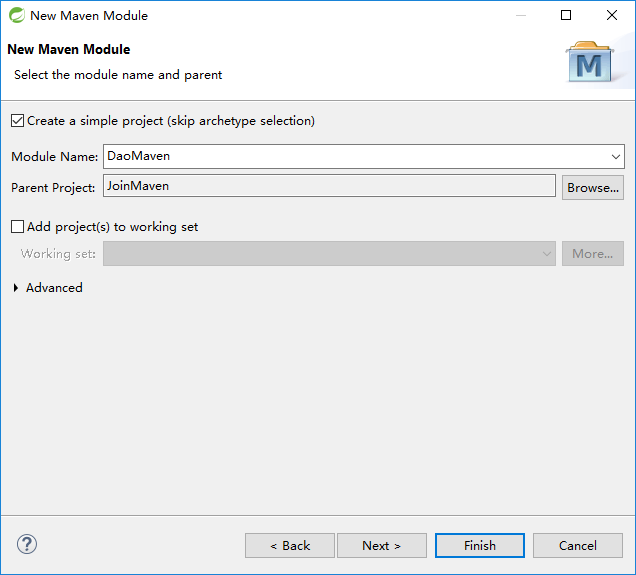 New Maven Module
New Maven Module
Select the module name and parent
M
Create a simple project (skip archetype selection)
Module Name: DaoMaven
Parent Project: JoinMaven Browse...
Add project(s) to working set
Working set: More...
Advanced
? < Back Next > Finish Cancel